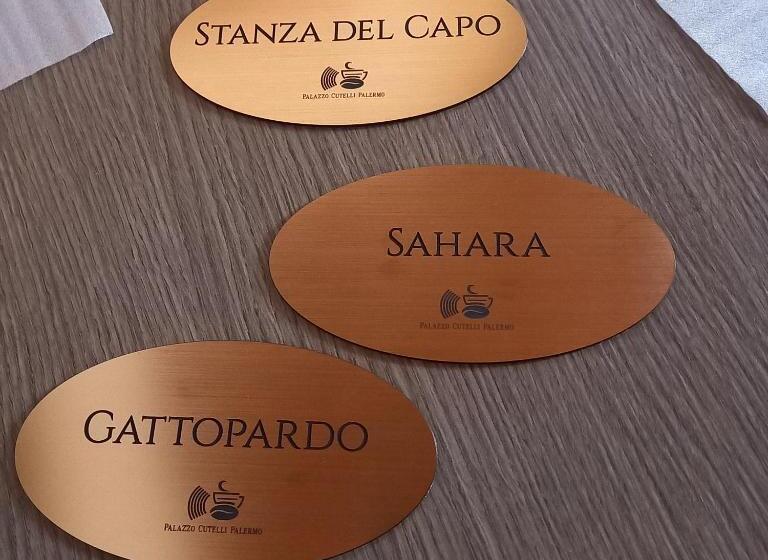 STANZA DEL CAPO
PALAZZO CUTELLI PALERMO
SAHARA
PALAZZO CUTELLI PALERMO
GATTOPARDO
PALAZZO CUTELLI PALERMO